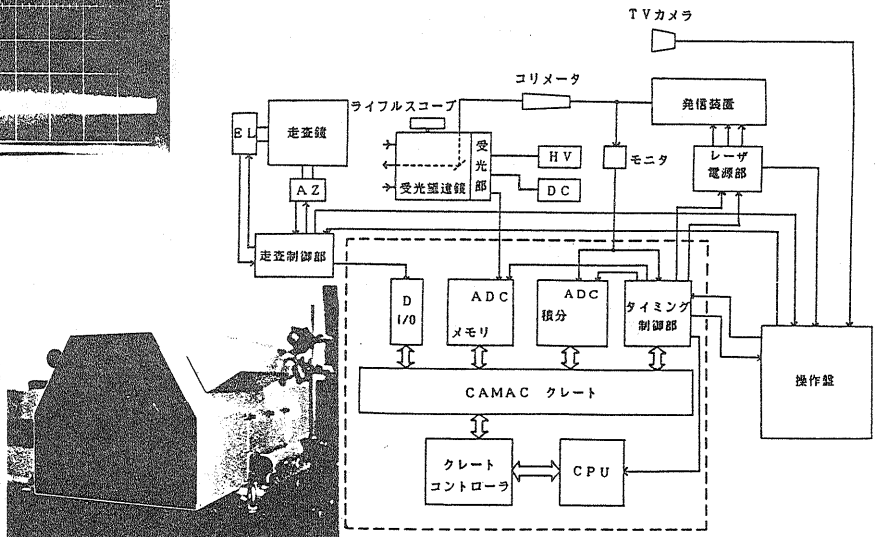 TVカメラ
コリメータ
発信装置
ライフルスコープ
EL
走査鏡
受光部
HV
モニタ
レーザ
電源部
受光望遠鏡
DC
AZ
走査制御部
D
I/O
ADC
メモリ
ADC
積分
タイミング
制御部
操作盤
CAMAC クレート
クレート
コントローラ
CPU